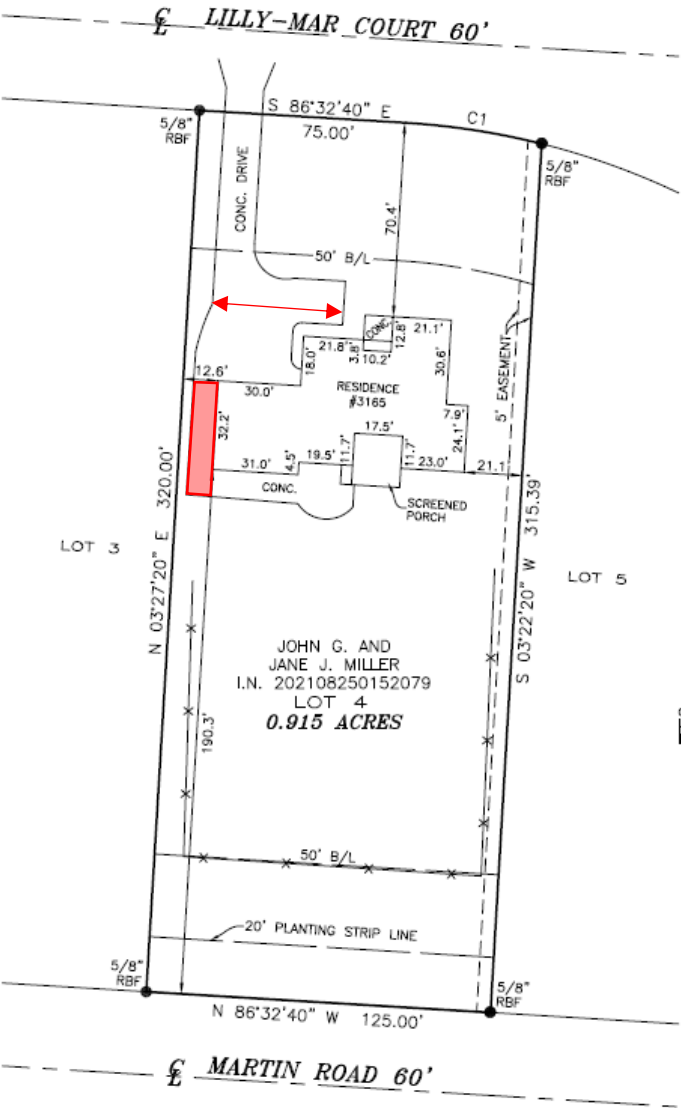 ℄ LILLY-MAR COURT 60'
S 86°32'40" E
C1
75.00'
5/8"
RBF
5/8"
RBF
CONC. DRIVE
70.4'
50' B/L
CONC.
21.1'
12.8'
21.8'
3.8'
10.2'
18.0'
30.6'
5' EASEMENT
12.6'
30.0'
RESIDENCE
#3165
32.2'
7.9'
17.5'
24.1'
11.7'
11.7'
19.5'
4.5'
31.0'
23.0'
21.1
CONC.
SCREENED
PORCH
N 03°27'20" E 320.00'
S 03°22'20" W 315.39'
LOT 3
LOT 5
JOHN G. AND
JANE J. MILLER
I.N. 202108250152079
LOT 4
0.915 ACRES
190.3'
50' B/L
20' PLANTING STRIP LINE
5/8"
RBF
5/8"
RBF
N 86°32'40" W 125.00'
℄ MARTIN ROAD 60'